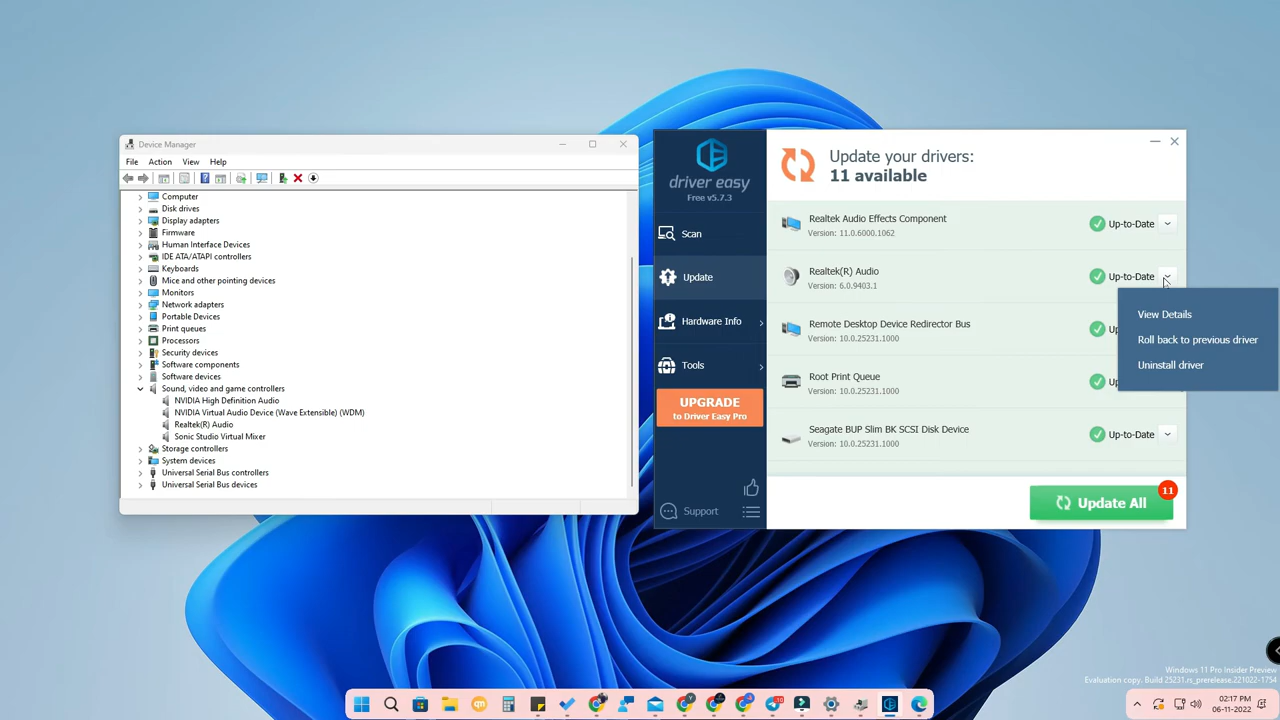 Device Manager
File Action View Help
Computer
Disk drives
Display adapters
Firmware
Human Interface Devices
IDE ATA/ATAPI controllers
Keyboards
Mice and other pointing devices
Monitors
Network adapters
Portable Devices
Print queues
Processors
Security devices
Software components
Software devices
Sound, video and game controllers
NVIDIA High Definition Audio
NVIDIA Virtual Audio Device (Wave Extensible) (WDM)
Realtek(R) Audio
Sonic Studio Virtual Mixer
Storage controllers
System devices
Universal Serial Bus controllers
Universal Serial Bus devices
driver easy
Free v5.7.3
Scan
Update
Hardware Info
Tools
UPGRADE
to Driver Easy Pro
Support
Update your drivers:
11 available
Realtek Audio Effects Component
Version: 11.0.6000.1062
Up-to-Date
Realtek(R) Audio
Version: 6.0.9403.1
Up-to-Date
Remote Desktop Device Redirector Bus
Version: 10.0.25231.1000
Root Print Queue
Version: 10.0.25231.1000
Seagate BUP Slim BK SCSI Disk Device
Version: 10.0.25231.1000
Up-to-Date
View Details
Roll back to previous driver
Uninstall driver
Update All
11
Windows 11 Pro Insider Preview
Evaluation copy. Build 25231.rs_prerelease.221022-1754
02:17 PM
06-11-2022